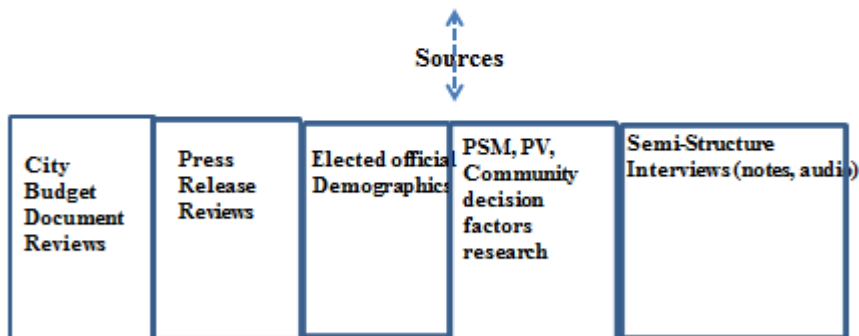 Sources
City
Budget
Document
Reviews
Press
Release
Reviews
Elected official
Demographics
PSM, PV,
Community
decision
factors
research
Semi-Structure
Interviews (notes, audio)